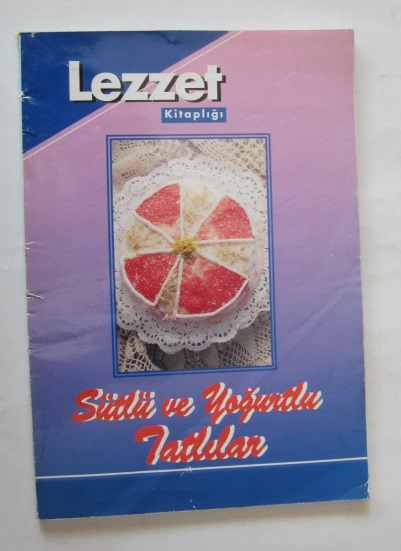 Lezzet
Kitaplığı
Sütlü ve Yoğurtlu
Tatlılar